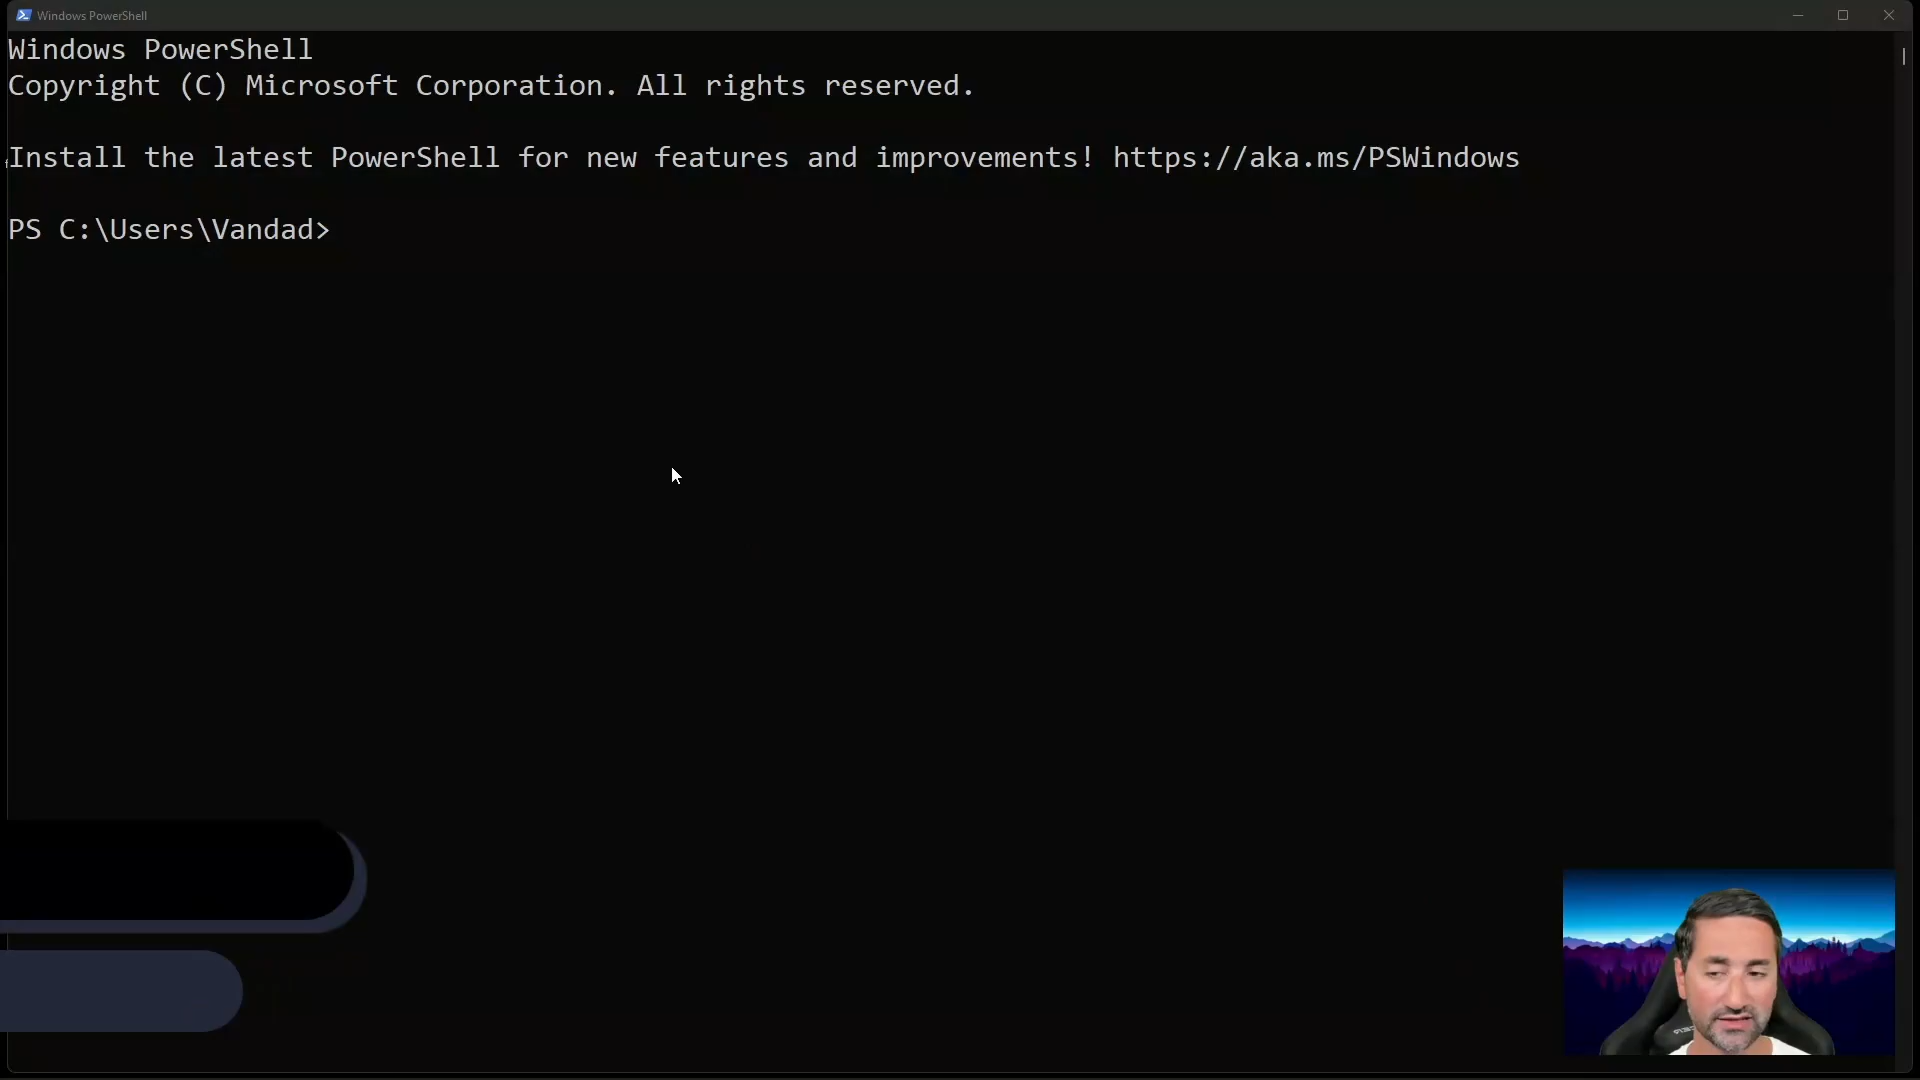 Windows PowerShell
Windows PowerShell
Copyright (C) Microsoft Corporation. All rights reserved.
Install the latest PowerShell for new features and improvements! https://aka.ms/PSWindows
PS C:\Users\Vandad>